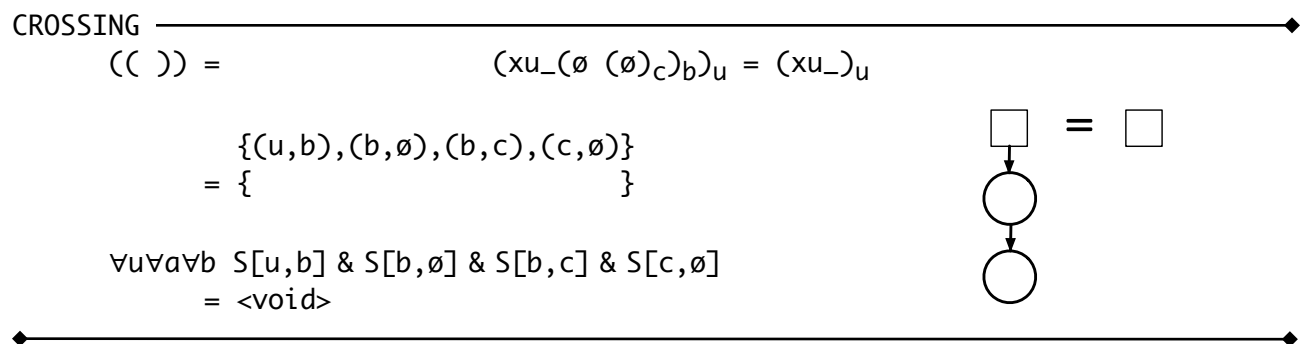 CROSSING
(( )) = (xu_(ø (ø)c)b)u = (xu_)u
{(u,b),(b,ø),(b,c),(c,ø)}
= { }
=
∀u∀a∀b S[u,b] & S[b,ø] & S[b,c] & S[c,ø]
= <void>